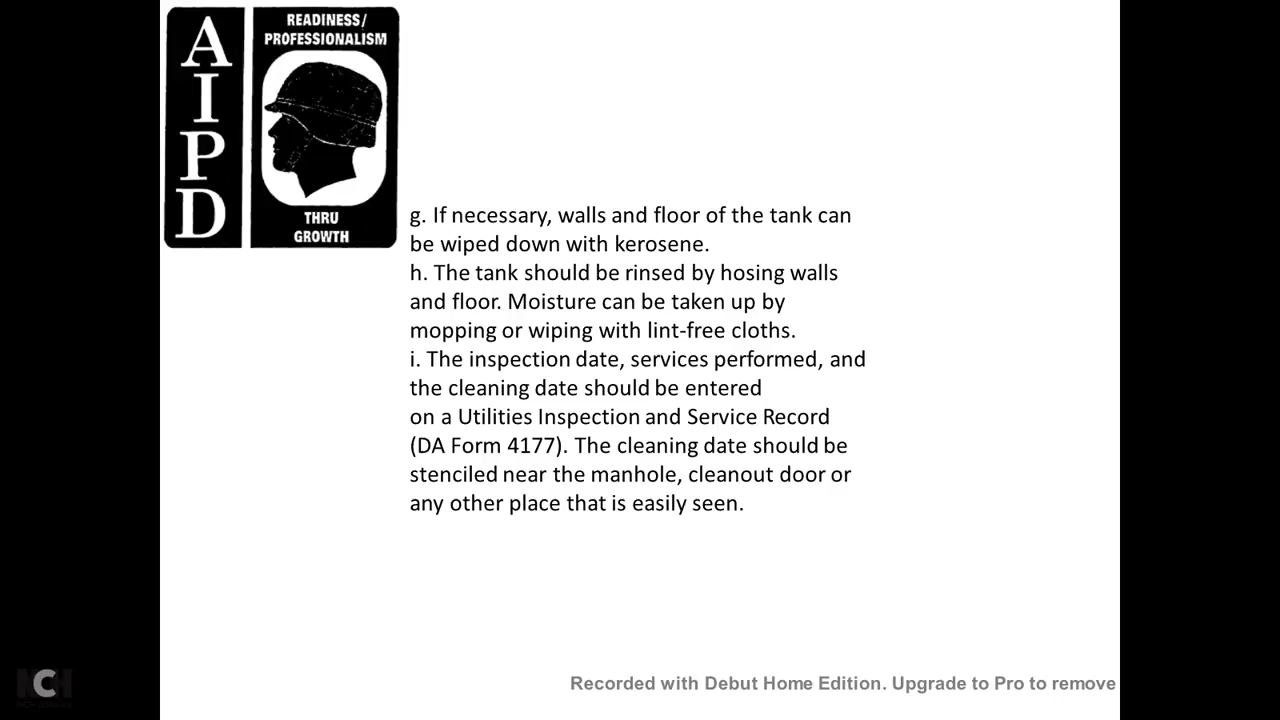 A
I
P
D
READINESS/
PROFESSIONALISM
THRU
GROWTH
g. If necessary, walls and floor of the tank can
be wiped down with kerosene.
h. The tank should be rinsed by hosing walls
and floor. Moisture can be taken up by
mopping or wiping with lint-free cloths.
i. The inspection date, services performed, and
the cleaning date should be entered
on a Utilities Inspection and Service Record
(DA Form 4177). The cleaning date should be
stenciled near the manhole, cleanout door or
any other place that is easily seen.
NCH
Recorded with Debut Home Edition. Upgrade to Pro to remove